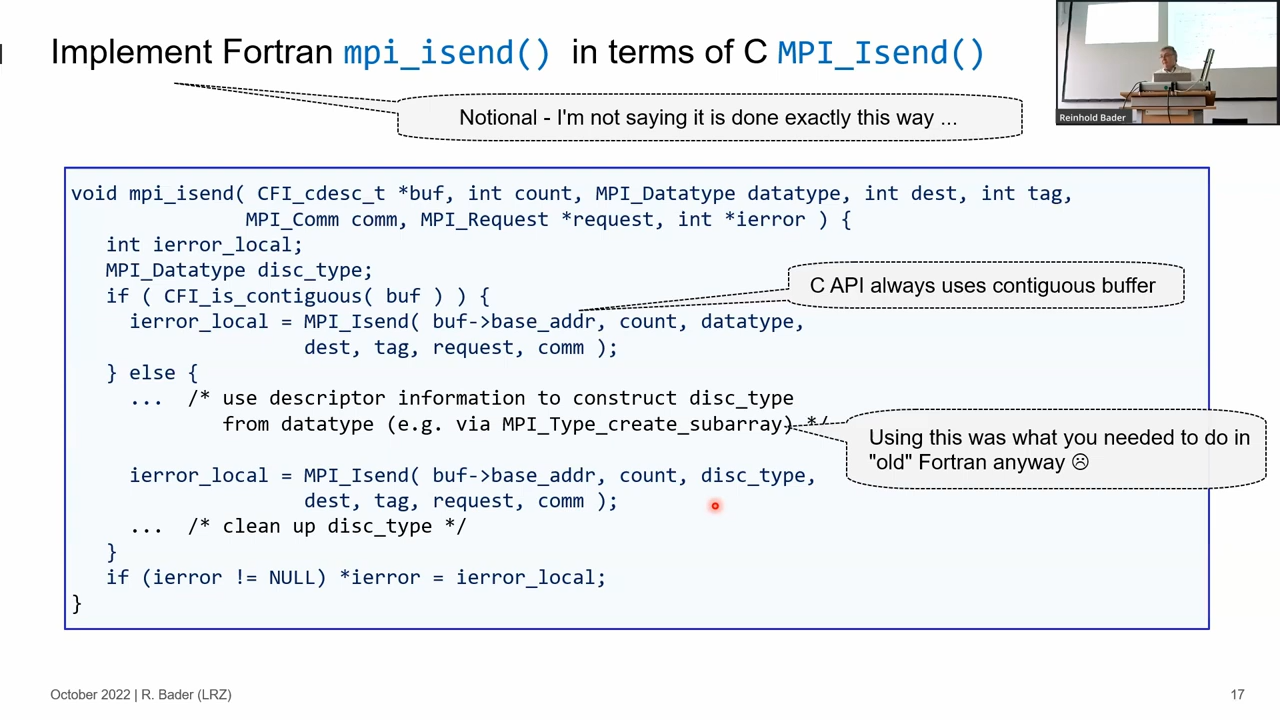 Implement Fortran mpi_isend() in terms of C MPI_Isend()
Notional - I'm not saying it is done exactly this way ...
Reinhold Bader
void mpi_isend( CFI_cdesc_t *buf, int count, MPI_Datatype datatype, int dest, int tag,
MPI_Comm comm, MPI_Request *request, int *ierror ) {
int ierror_local;
MPI_Datatype disc_type;
if ( CFI_is_contiguous( buf ) ) {
C API always uses contiguous buffer
ierror_local = MPI_Isend( buf->base_addr, count, datatype,
dest, tag, request, comm );
} else {
... /* use descriptor information to construct disc_type
from datatype (e.g. via MPI_Type_create_subarray) */
Using this was what you needed to do in
"old" Fortran anyway ☹
ierror_local = MPI_Isend( buf->base_addr, count, disc_type,
dest, tag, request, comm );
... /* clean up disc_type */
}
if (ierror != NULL) *ierror = ierror_local;
}
October 2022 | R. Bader (LRZ)
17